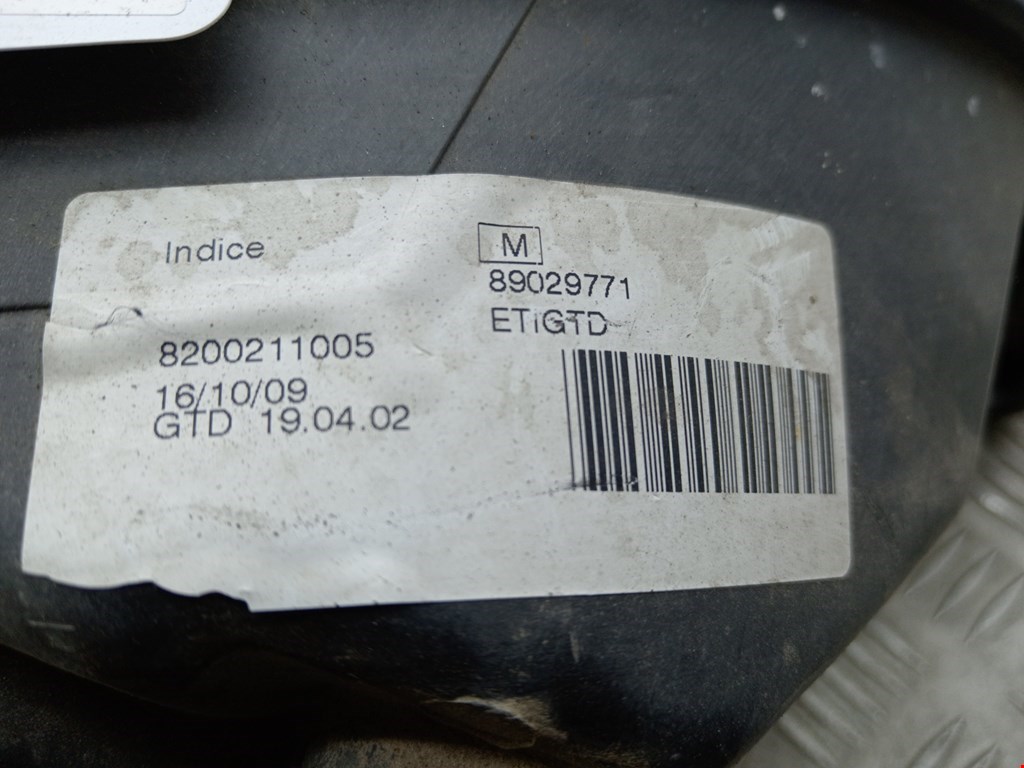 Indice
M
89029771
ETiGTD
8200211005
16/10/09
GTD 19.04.02